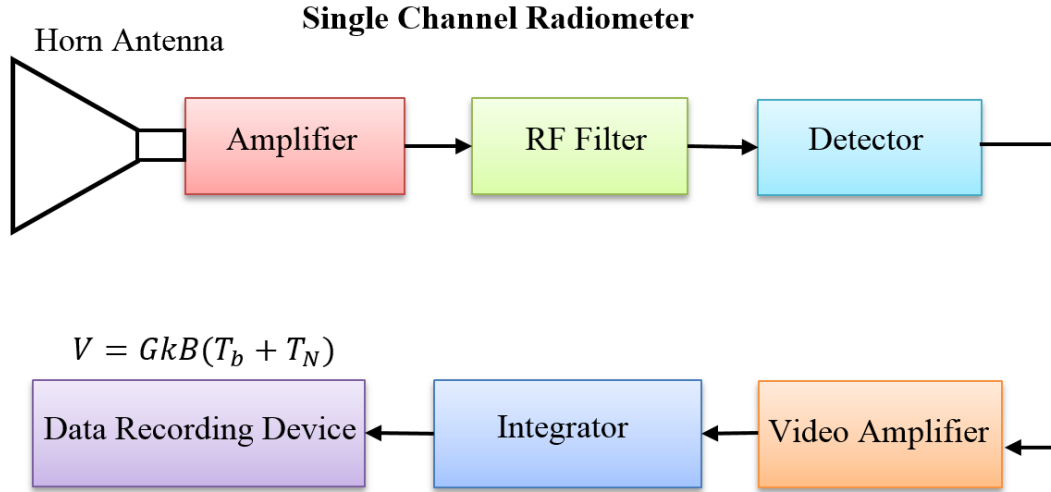 Single Channel Radiometer
Horn Antenna
Amplifier
RF Filter
Detector
V = GkB(T_b + T_N)
Data Recording Device
Integrator
Video Amplifier